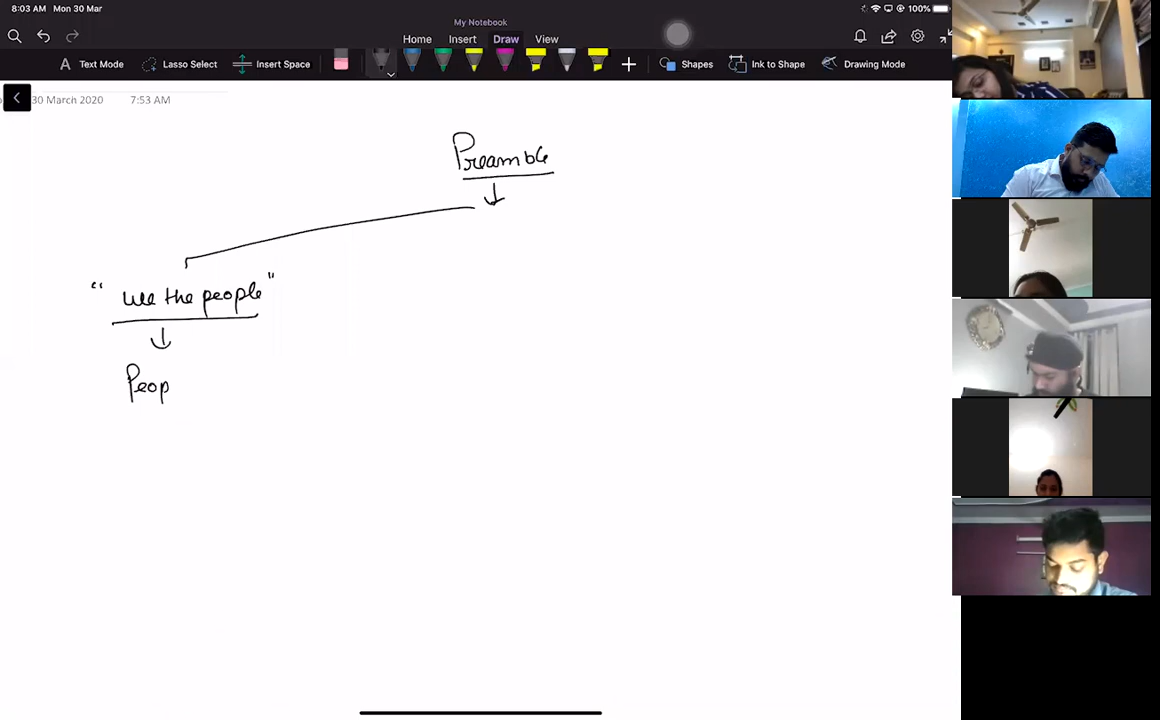 8:03 AM Mon 30 Mar
100%
My Notebook
Home Insert Draw View
Text Mode Lasso Select Insert Space Shapes Ink to Shape Drawing Mode
30 March 2020 7:53 AM
Preamble
"we the people"
Peop